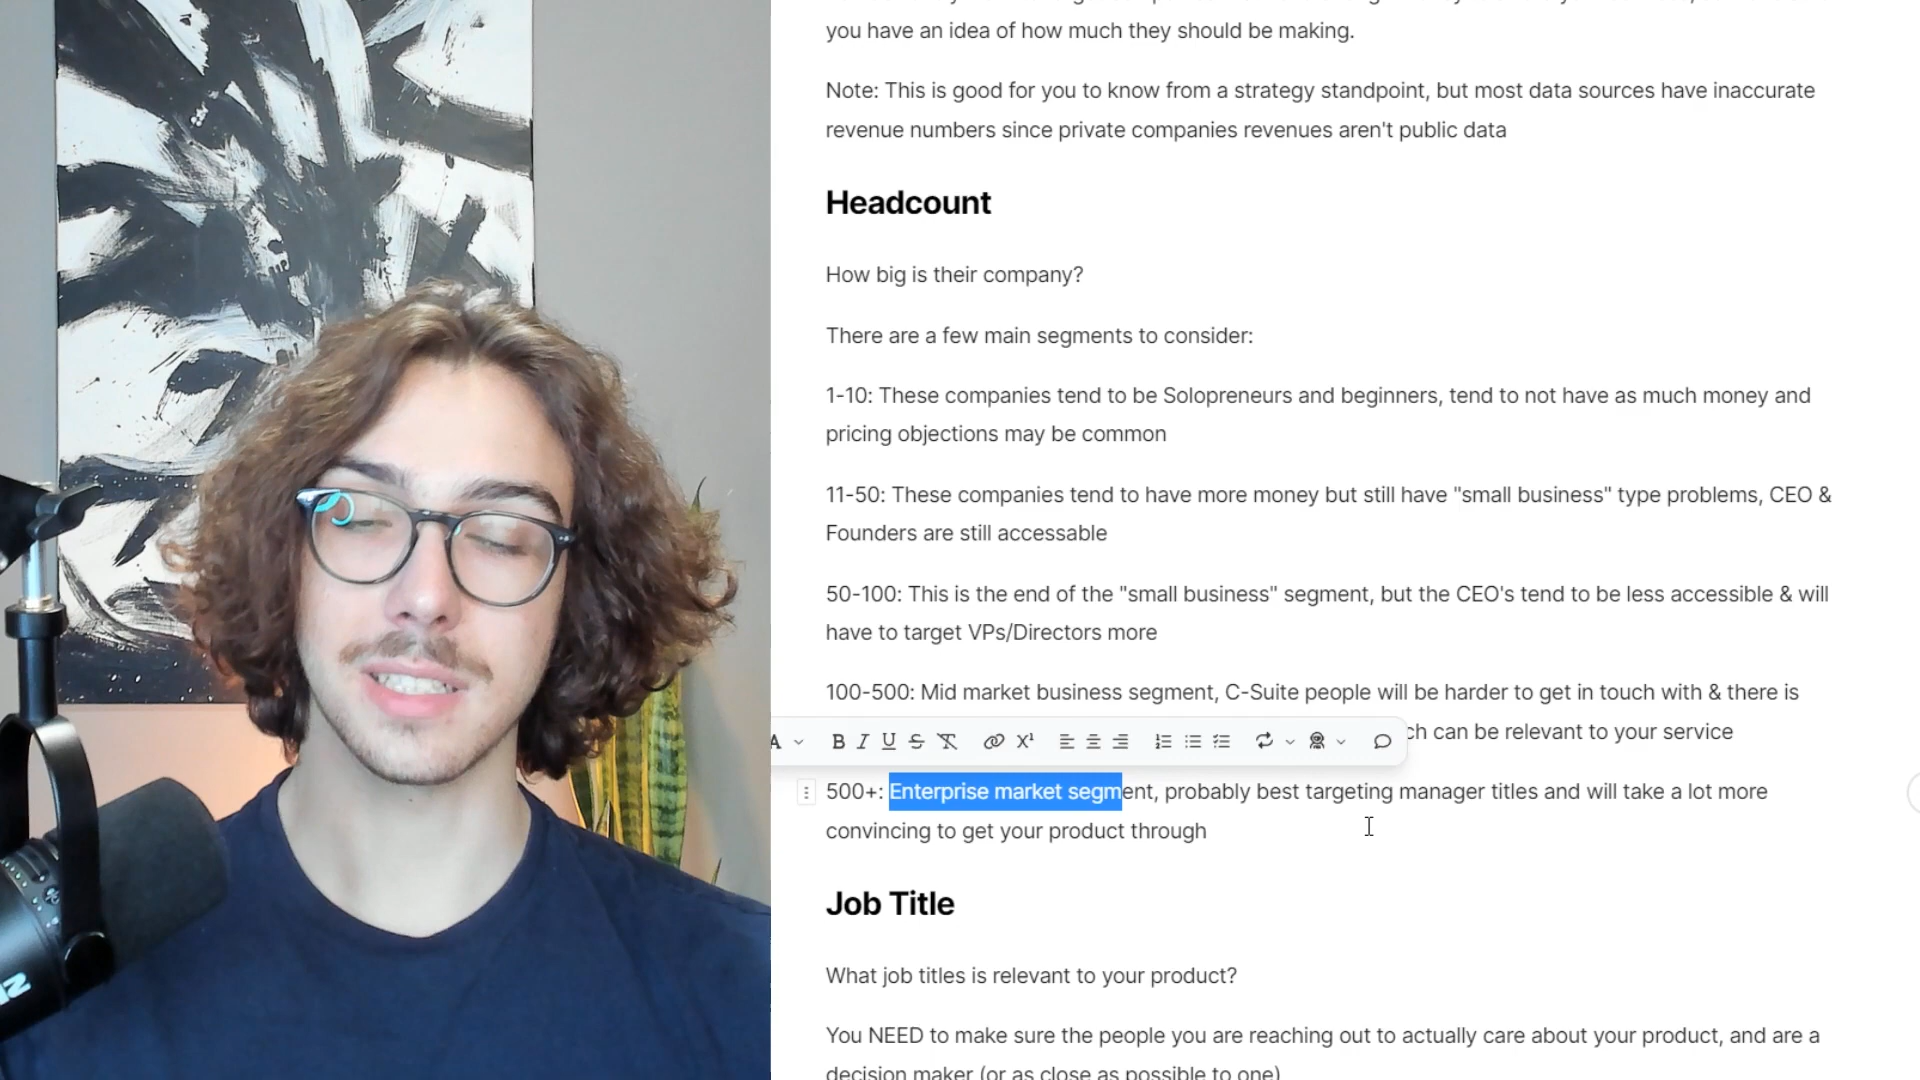 you have an idea of how much they should be making.
Note: This is good for you to know from a strategy standpoint, but most data sources have inaccurate
revenue numbers since private companies revenues aren't public data
Headcount
How big is their company?
There are a few main segments to consider:
1-10: These companies tend to be Solopreneurs and beginners, tend to not have as much money and
pricing objections may be common
11-50: These companies tend to have more money but still have "small business" type problems, CEO &
Founders are still accessable
50-100: This is the end of the "small business" segment, but the CEO's tend to be less accessible & will
have to target VPs/Directors more
100-500: Mid market business segment, C-Suite people will be harder to get in touch with & there is
ch can be relevant to your service
A B I U S T X¹
500+: Enterprise market segment, probably best targeting manager titles and will take a lot more
convincing to get your product through
Job Title
What job titles is relevant to your product?
You NEED to make sure the people you are reaching out to actually care about your product, and are a
decision maker (or as close as possible to one)